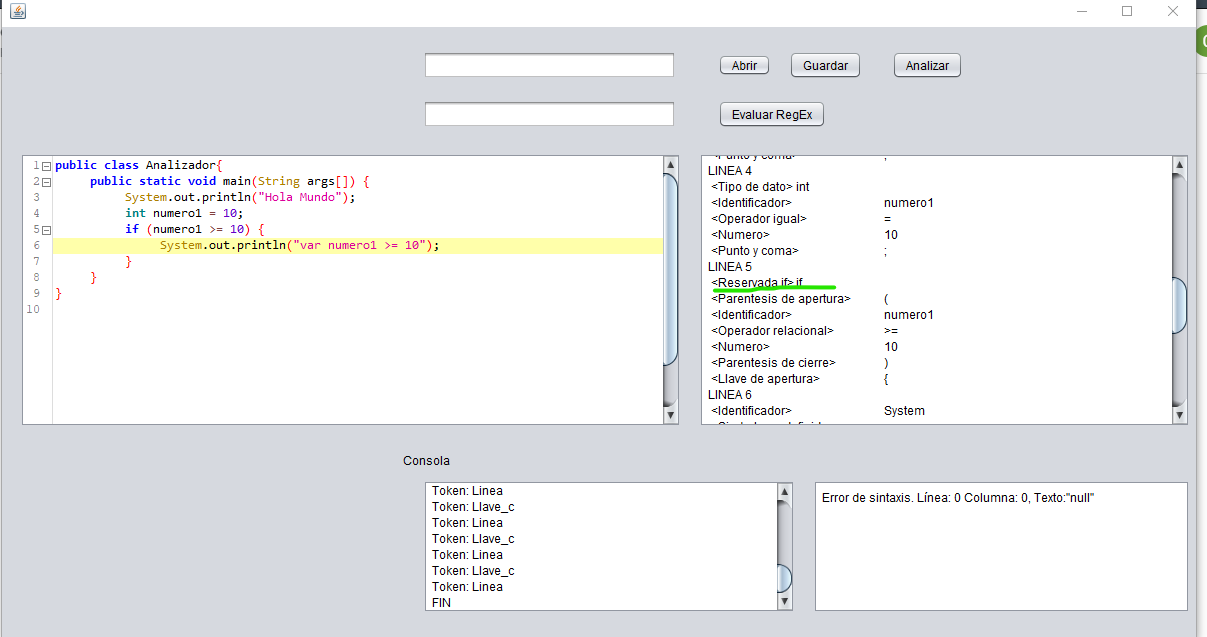 Abrir Guardar Analizar
Evaluar RegEx
1 public class Analizador{
2 public static void main(String args[]) {
3 System.out.println("Hola Mundo");
4 int numero1 = 10;
5 if (numero1 >= 10) {
6 System.out.println("var numero1 >= 10");
7 }
8 }
9 }
10
<Punto y coma> ;
LINEA 4
<Tipo de dato> int
<Identificador> numero1
<Operador igual> =
<Numero> 10
<Punto y coma> ;
LINEA 5
<Reservada if> if
<Parentesis de apertura> (
<Identificador> numero1
<Operador relacional> >=
<Numero> 10
<Parentesis de cierre> )
<Llave de apertura> {
LINEA 6
<Identificador> System
Consola
Token: Linea
Token: Llave_c
Token: Linea
Token: Llave_c
Token: Linea
Token: Llave_c
Token: Linea
FIN
Error de sintaxis. Línea: 0 Columna: 0, Texto:"null"